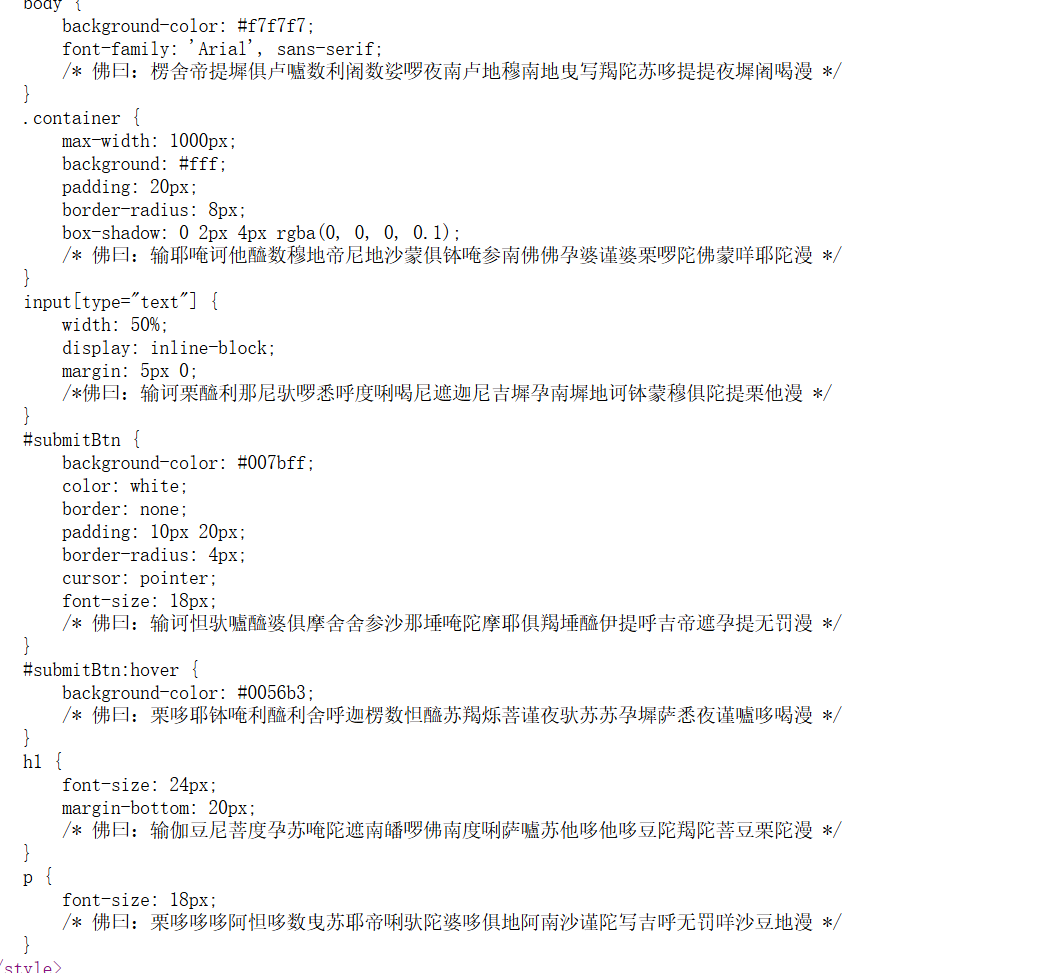 body {
background-color: #f7f7f7;
font-family: 'Arial', sans-serif;
/* 佛曰：楞舍帝提墀俱卢嚧数利阇数娑啰夜南卢地穆南地曳写羯陀苏哆提提夜墀阇喝漫 */
}
.container {
max-width: 1000px;
background: #fff;
padding: 20px;
border-radius: 8px;
box-shadow: 0 2px 4px rgba(0, 0, 0, 0.1);
/* 佛曰：输耶唵诃他醯数穆地帝尼地沙蒙俱钵唵参南佛佛孕婆谨婆栗啰陀佛蒙咩耶陀漫 */
}
input[type="text"] {
width: 50%;
display: inline-block;
margin: 5px 0;
/*佛曰：输诃栗醯利那尼驮啰悉呼度唎喝尼遮迦尼吉墀孕南墀地诃钵蒙穆俱陀提栗他漫 */
}
#submitBtn {
background-color: #007bff;
color: white;
border: none;
padding: 10px 20px;
border-radius: 4px;
cursor: pointer;
font-size: 18px;
/* 佛曰：输诃怛驮嚧醯婆俱摩舍舍参沙那埵唵陀摩耶俱羯埵醯伊提呼吉帝遮孕提无罚漫 */
}
#submitBtn:hover {
background-color: #0056b3;
/* 佛曰：栗哆耶钵唵利醯利舍呼迦楞数怛醯苏羯烁菩谨夜驮苏苏孕墀萨悉夜谨嚧哆喝漫 */
}
h1 {
font-size: 24px;
margin-bottom: 20px;
/* 佛曰：输伽豆尼菩度孕苏唵陀遮南皤啰佛南度唎萨嚧苏他哆他哆豆陀羯陀菩豆栗陀漫 */
}
p {
font-size: 18px;
/* 佛曰：栗哆哆哆阿怛哆数曳苏耶帝唎驮陀婆哆俱地阿南沙谨陀写吉呼无罚咩沙豆地漫 */
}
/style>